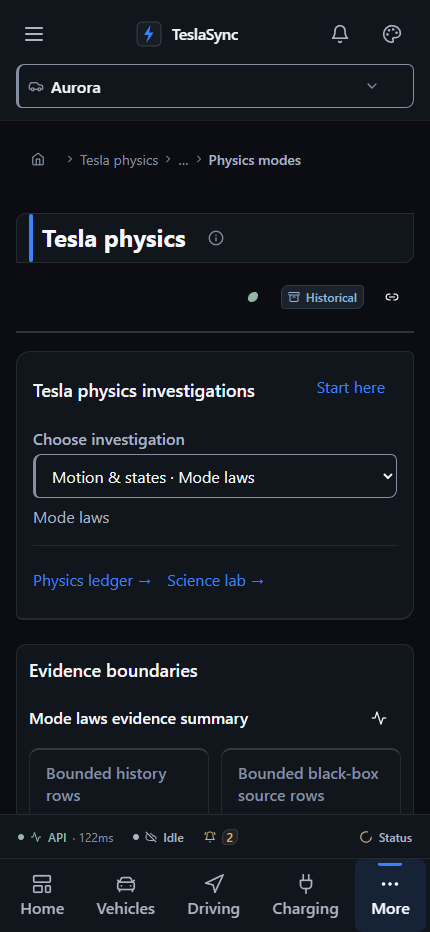 TeslaSync
Aurora
Tesla physics
...
Physics modes
Tesla physics
Historical
Tesla physics investigations
Start here
Choose investigation
Motion & states · Mode laws
Mode laws
Physics ledger →
Science lab →
Evidence boundaries
Mode laws evidence summary
Bounded history
rows
Bounded black-box
source rows
API · 122ms
Idle
2
Status
Home
Vehicles
Driving
Charging
More